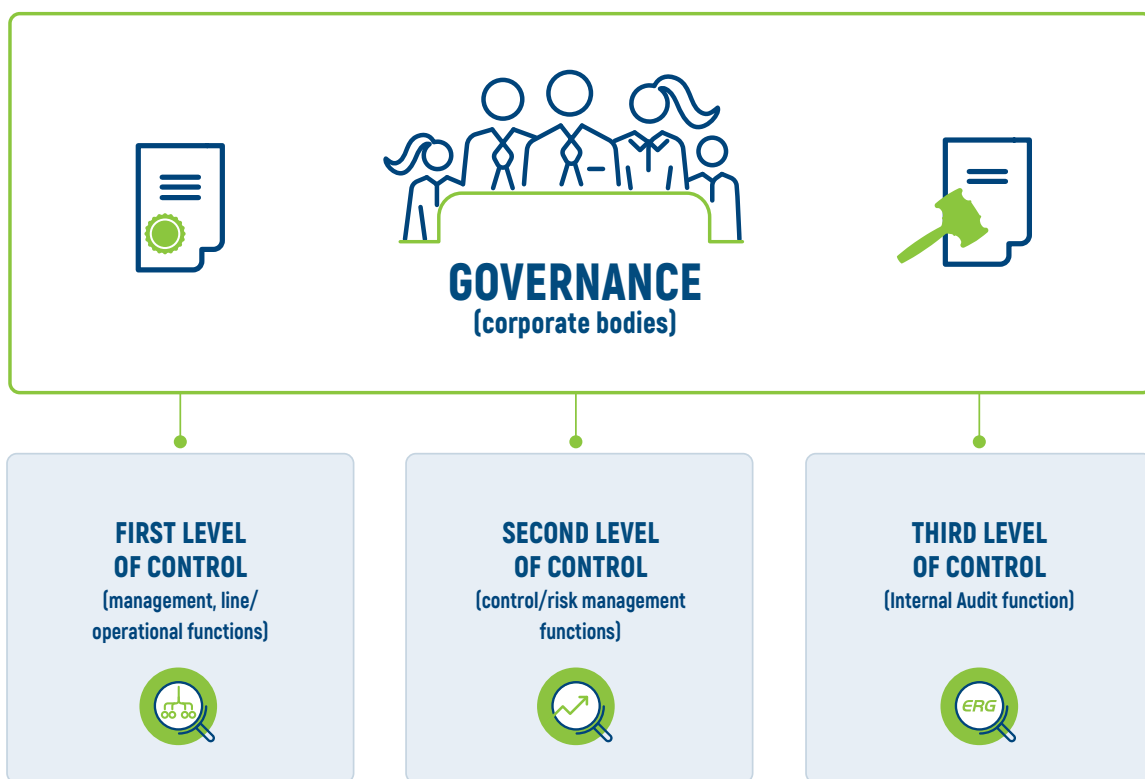 GOVERNANCE
(corporate bodies)
FIRST LEVEL
OF CONTROL
(management, line/
operational functions)
SECOND LEVEL
OF CONTROL
(control/risk management
functions)
THIRD LEVEL
OF CONTROL
(Internal Audit function)
ERG